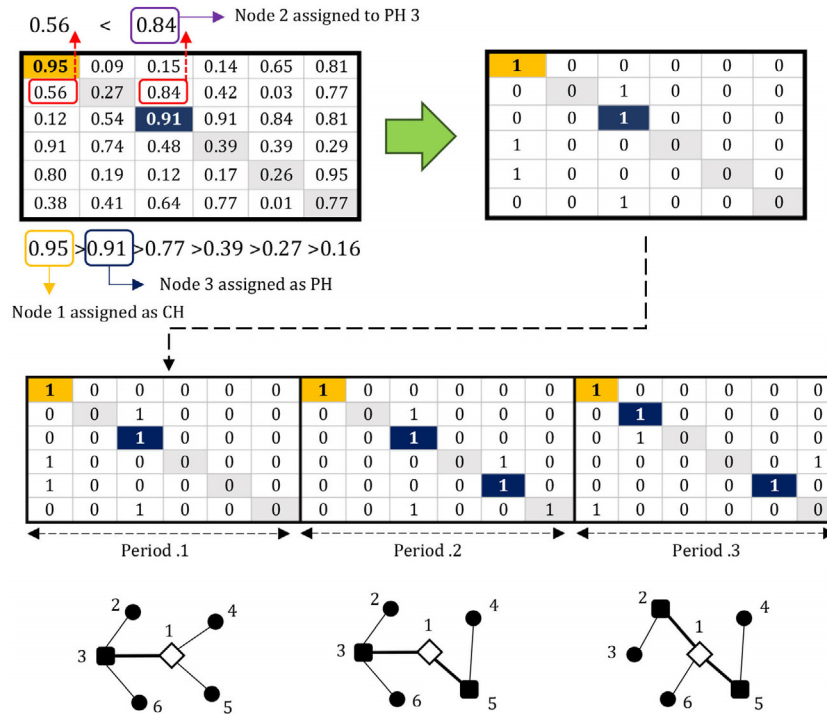 Node 2 assigned to PH 3
0.56 < 0.84
0.95 0.09 0.15 0.14 0.65 0.81
0.56 0.27 0.84 0.42 0.03 0.77
0.12 0.54 0.91 0.91 0.84 0.81
0.91 0.74 0.48 0.39 0.39 0.29
0.80 0.19 0.12 0.17 0.26 0.95
0.38 0.41 0.64 0.77 0.01 0.77
1 0 0 0 0 0
0 0 1 0 0 0
0 0 1 0 0 0
1 0 0 0 0 0
1 0 0 0 0 0
0 0 1 0 0 0
0.95 >0.91 >0.77 >0.39 >0.27 >0.16
Node 3 assigned as PH
Node 1 assigned as CH
1 0 0 0 0 0 1 0 0 0 0 0 1 0 0 0 0 0
0 0 1 0 0 0 0 0 1 0 0 0 0 1 0 0 0 0
0 0 1 0 0 0 0 0 1 0 0 0 0 1 0 0 0 0
1 0 0 0 0 0 0 0 0 0 1 0 0 0 0 0 0 1
1 0 0 0 0 0 0 0 0 0 1 0 0 0 0 0 1 0
0 0 1 0 0 0 0 0 1 0 0 1 1 0 0 0 0 0
Period .1 Period .2 Period .3
2 1 4 3 6 5
2 1 4 3 6 5
2 1 4 3 6 5